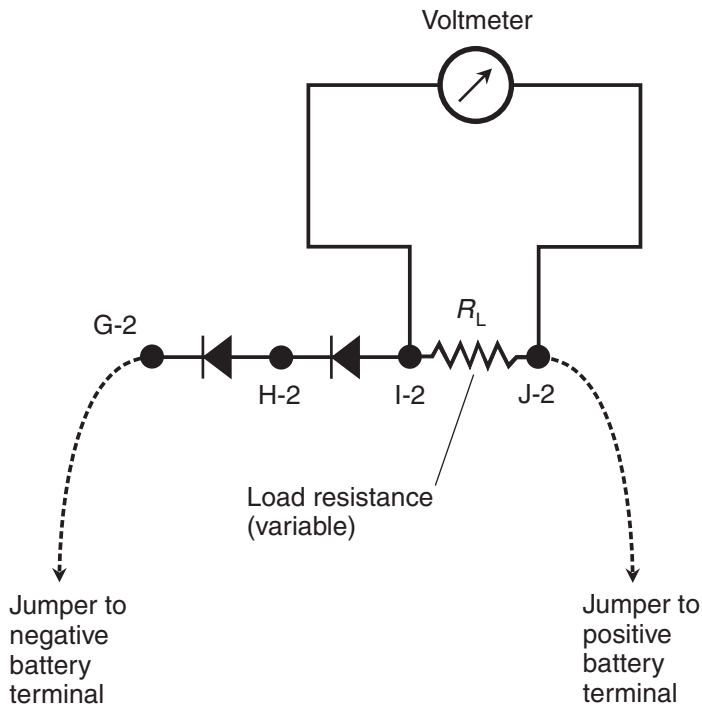 Voltmeter
G-2
R_L
H-2
I-2
J-2
Load resistance
(variable)
Jumper to
negative
battery
terminal
Jumper to
positive
battery
terminal